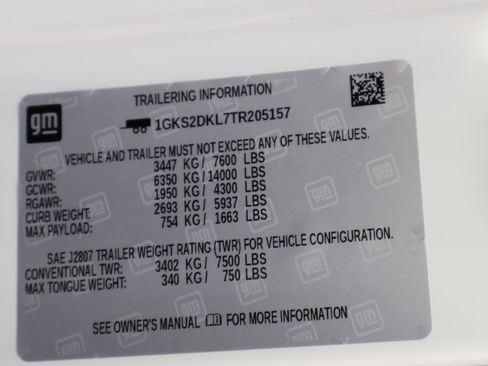 TRAILERING INFORMATION
gm
1GKS2DKL7TR205157
VEHICLE AND TRAILER MUST NOT EXCEED ANY OF THESE VALUES.
GVWR: 3447 KG / 7600 LBS
GCWR: 6350 KG / 14000 LBS
RGAWR: 1950 KG / 4300 LBS
CURB WEIGHT: 2693 KG / 5937 LBS
MAX PAYLOAD: 754 KG / 1663 LBS
SAE J2807 TRAILER WEIGHT RATING (TWR) FOR VEHICLE CONFIGURATION.
CONVENTIONAL TWR: 3402 KG / 7500 LBS
MAX TONGUE WEIGHT: 340 KG / 750 LBS
SEE OWNER'S MANUAL FOR MORE INFORMATION